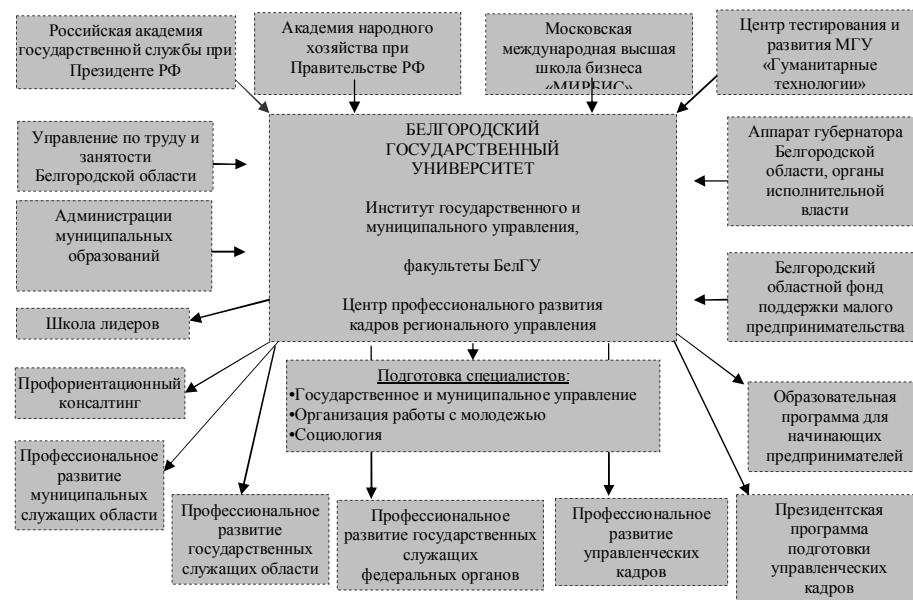 Российская академия
государственной службы при
Президенте РФ
Академия народного
хозяйства при
Правительстве РФ
Московская
международная высшая
школа бизнеса
«МИРБИС»
Центр тестирования и
развития МГУ
«Гуманитарные
технологии»
Управление по труду и
занятости
Белгородской области
БЕЛГОРОДСКИЙ
ГОСУДАРСТВЕННЫЙ
УНИВЕРСИТЕТ
Институт государственного и
муниципального управления,
факультеты БелГУ
Центр профессионального развития
кадров регионального управления
Аппарат губернатора
Белгородской
области, органы
исполнительной
власти
Администрации
муниципальных
образований
Белгородский
областной фонд
поддержки малого
предпринимательства
Школа лидеров
Профориентационный
консалтинг
Подготовка специалистов:
•Государственное и муниципальное управление
•Организация работы с молодежью
•Социология
Образовательная
программа для
начинающих
предпринимателей
Профессиональное
развитие
муниципальных
служащих области
Профессиональное
развитие
государственных
служащих области
Профессиональное
развитие государственных
служащих
федеральных органов
Профессиональное
развитие
управленческих
кадров
Президентская
программа
подготовки
управленческих
кадров